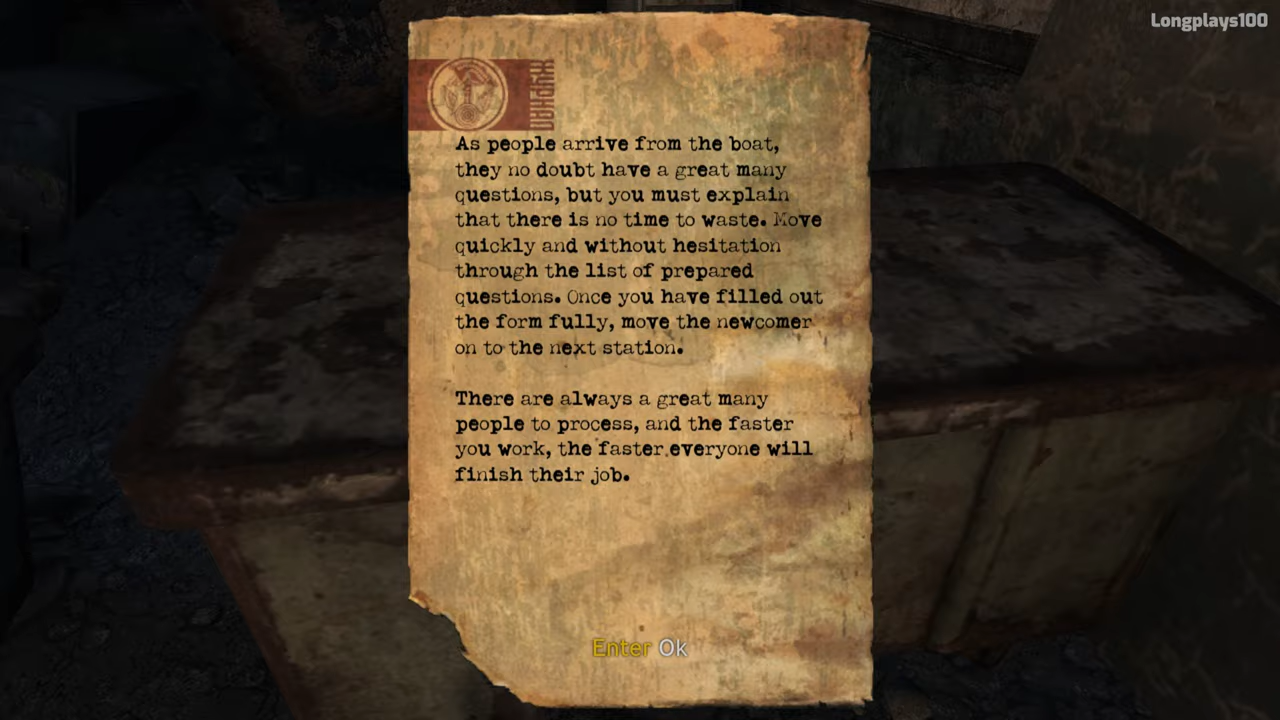 Longplays100
As people arrive from the boat,
they no doubt have a great many
questions, but you must explain
that there is no time to waste. Move
quickly and without hesitation
through the list of prepared
questions. Once you have filled out
the form fully, move the newcomer
on to the next station.
There are always a great many
people to process, and the faster
you work, the faster everyone will
finish their job.
Enter Ok